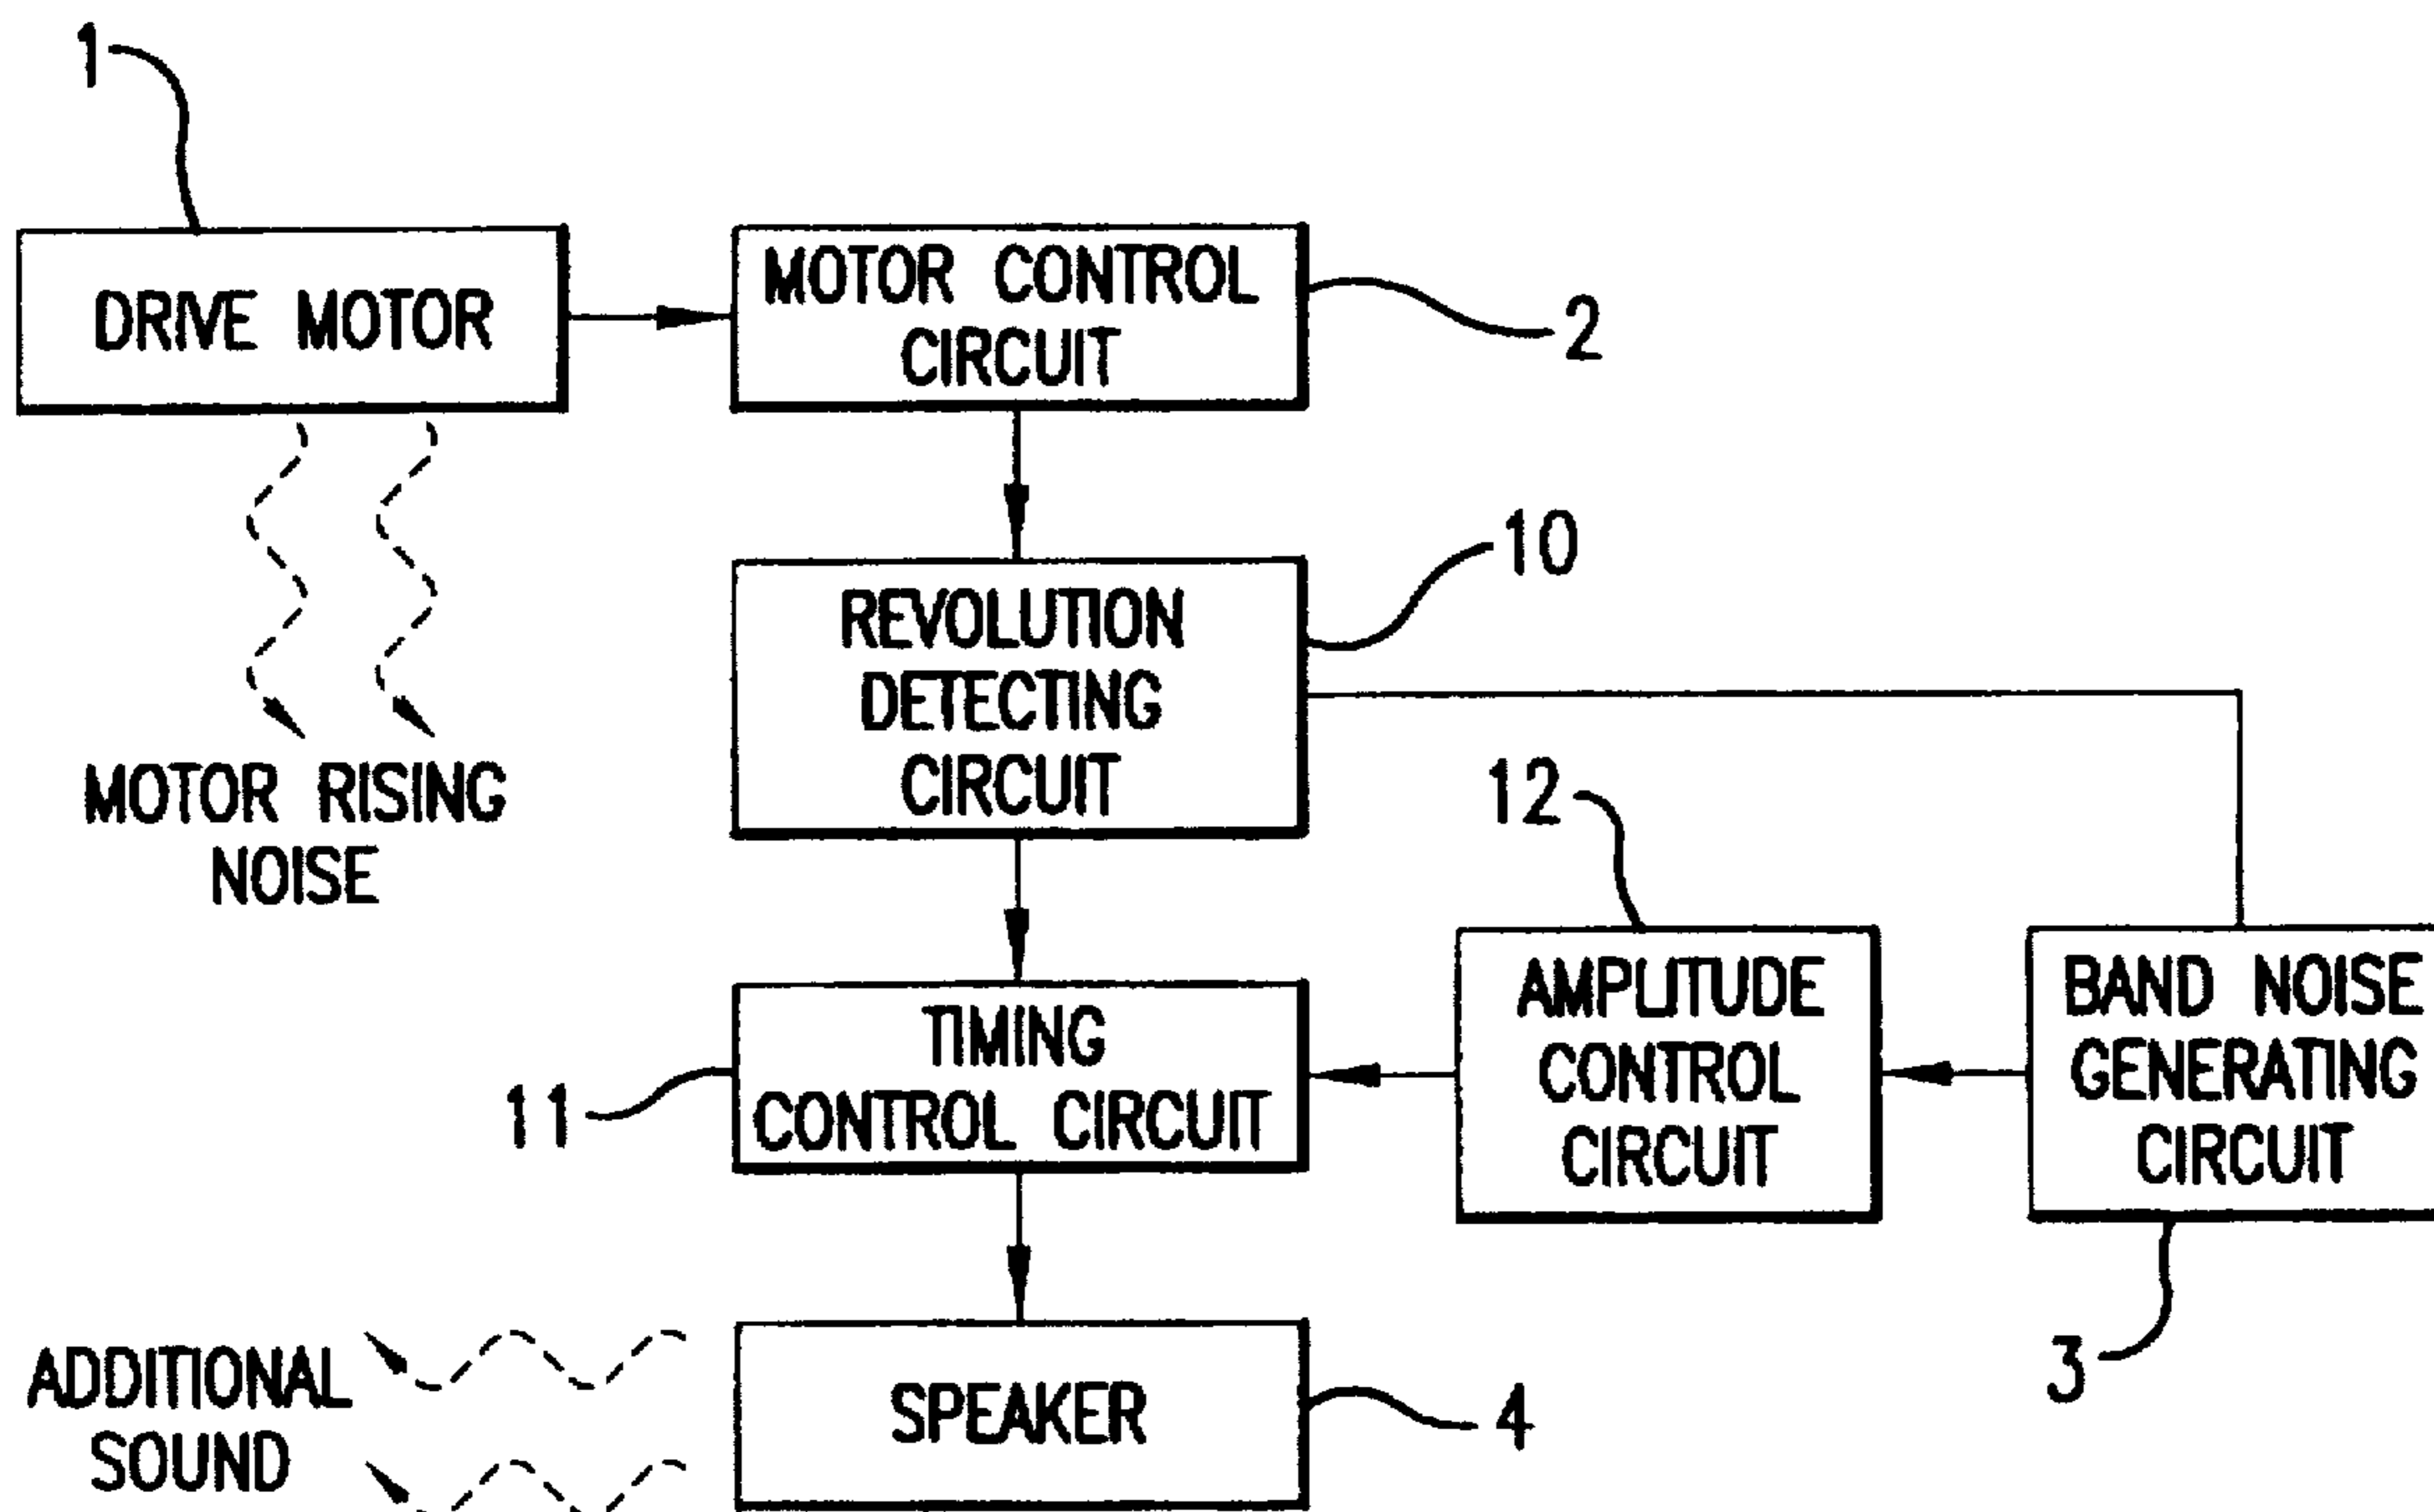 1
DRIVE MOTOR
MOTOR CONTROL
CIRCUIT
2
10
REVOLUTION
DETECTING
CIRCUIT
MOTOR RISING
NOISE
12
AMPLITUDE
CONTROL
CIRCUIT
BAND NOISE
GENERATING
CIRCUIT
TIMING
CONTROL CIRCUIT
11
3
ADDITIONAL
SOUND
SPEAKER
4